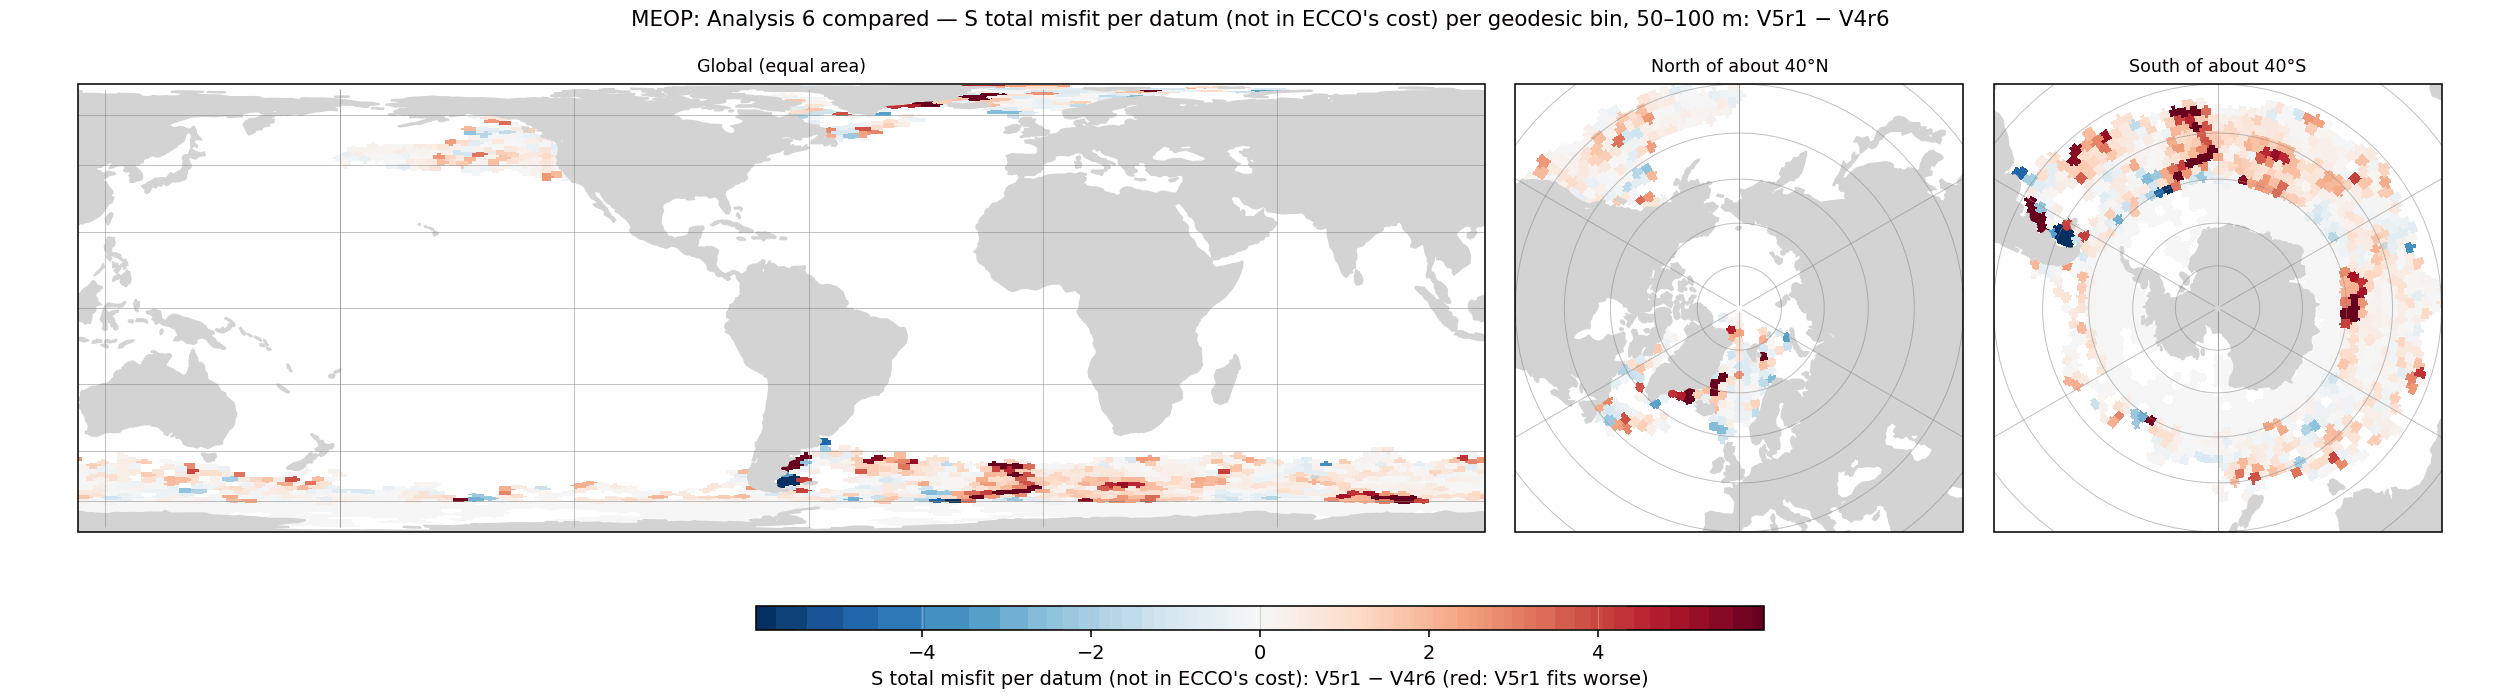 MEOP: Analysis 6 compared — S total misfit per datum (not in ECCO's cost) per geodesic bin, 50–100 m: V5r1 − V4r6
Global (equal area)
North of about 40°N
South of about 40°S
−4
−2
0
2
4
S total misfit per datum (not in ECCO's cost): V5r1 − V4r6 (red: V5r1 fits worse)